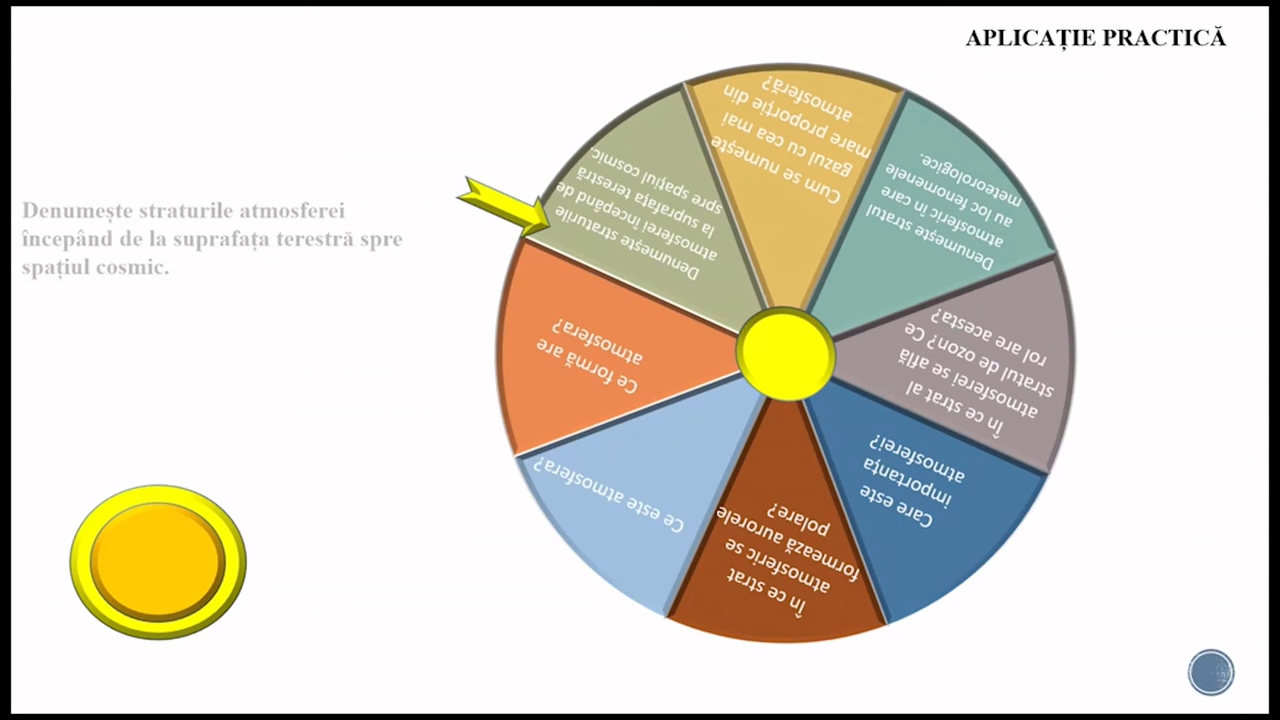 APLICAȚIE PRACTICĂ
Denumește straturile atmosferei
începând de la suprafața terestră spre
spațiul cosmic.
Denumește straturile
atmosferei începând de
la suprafața terestră
spre spațiul cosmic.
Cum se numește
gazul cu cea mai
mare proporție din
atmosferă?
Denumește stratul
atmosferic în care
au loc fenomenele
meteorologice.
În ce strat al
atmosferei se află
stratul de ozon? Ce
rol are acesta?
Care este
importanța
atmosferei?
În ce strat
atmosferic se
formează aurorele
polare?
Ce este atmosfera?
Ce formă are
atmosfera?